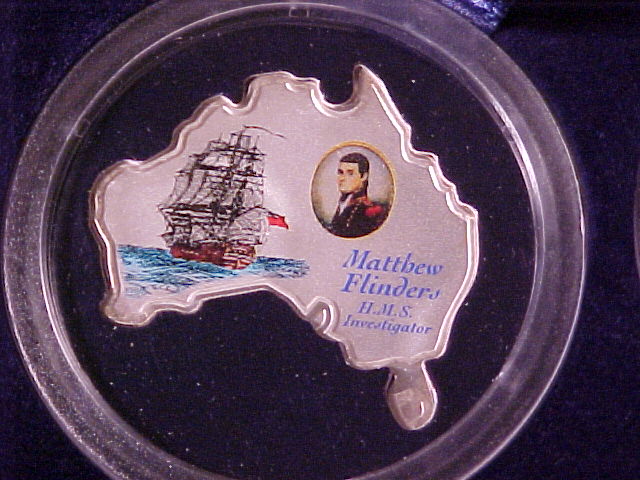 Matthew
Flinders
H.M.S.
Investigator